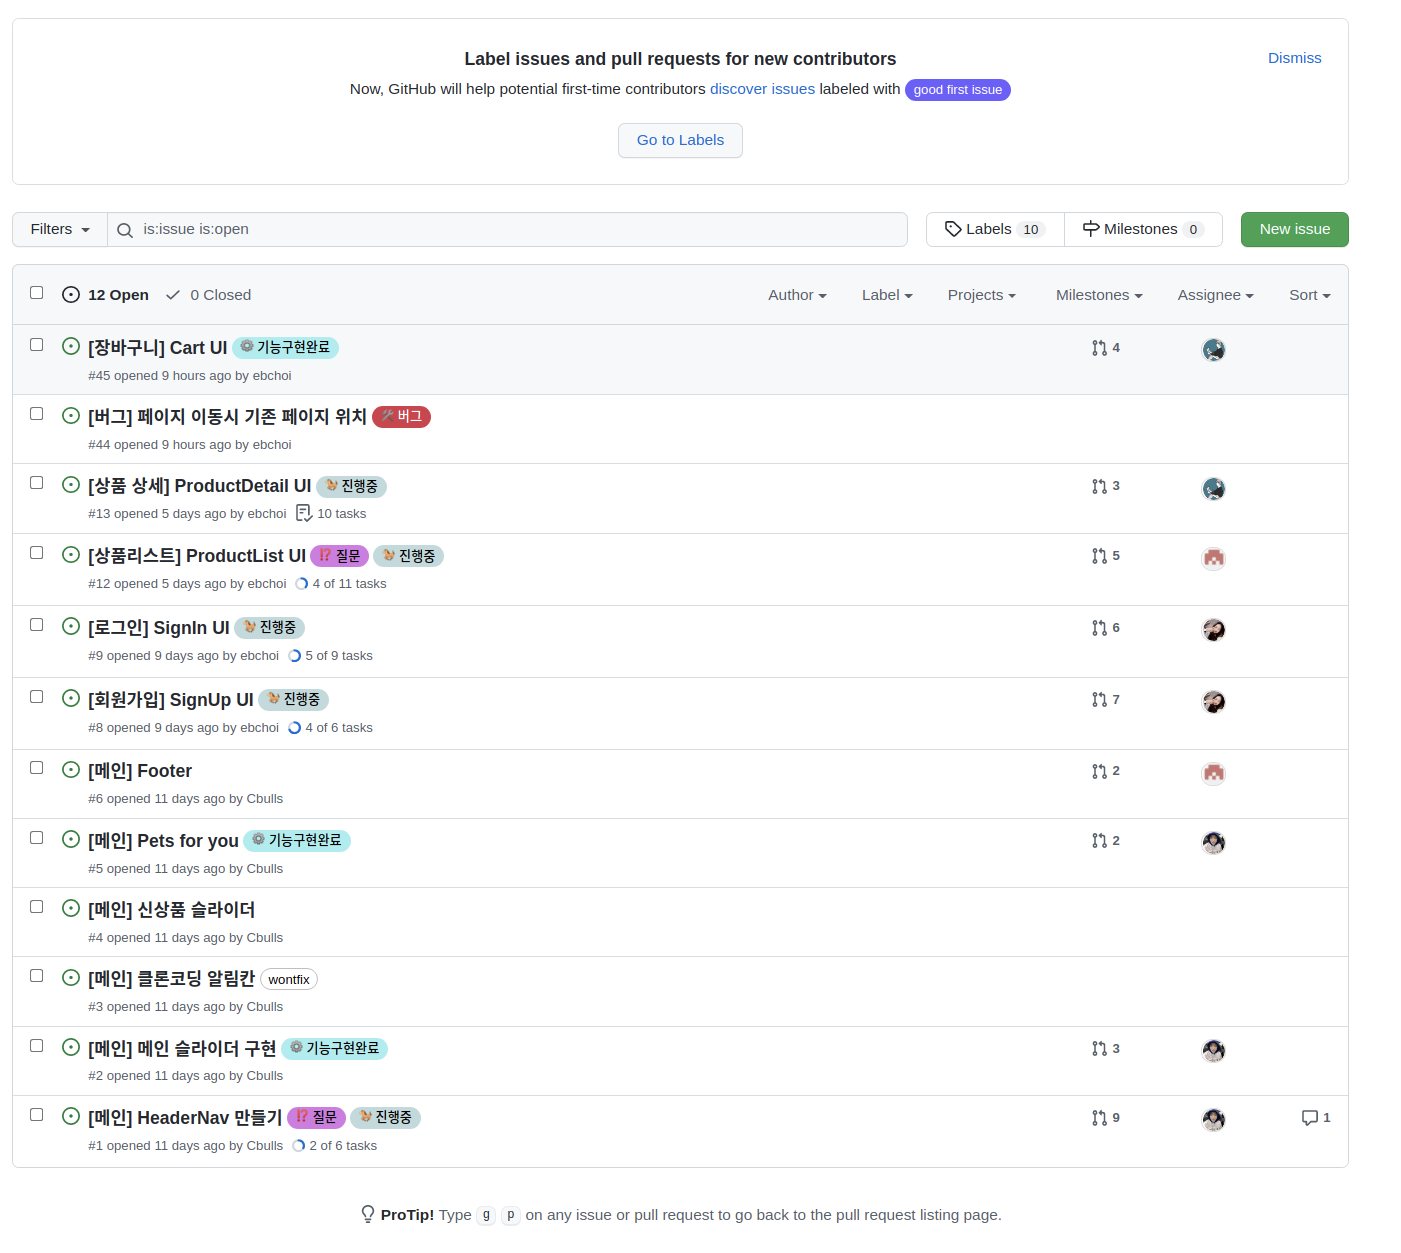 Label issues and pull requests for new contributors
Dismiss
Now, GitHub will help potential first-time contributors discover issues labeled with good first issue
Go to Labels
Filters is:issue is:open Labels 10 Milestones 0 New issue
12 Open 0 Closed Author Label Projects Milestones Assignee Sort
[장바구니] Cart UI 기능구현완료 4
#45 opened 9 hours ago by ebchoi
[버그] 페이지 이동시 기존 페이지 위치 버그
#44 opened 9 hours ago by ebchoi
[상품 상세] ProductDetail UI 진행중 3
#13 opened 5 days ago by ebchoi 10 tasks
[상품리스트] ProductList UI ⁉️ 질문 진행중 5
#12 opened 5 days ago by ebchoi 4 of 11 tasks
[로그인] SignIn UI 진행중 6
#9 opened 9 days ago by ebchoi 5 of 9 tasks
[회원가입] SignUp UI 진행중 7
#8 opened 9 days ago by ebchoi 4 of 6 tasks
[메인] Footer 2
#6 opened 11 days ago by Cbulls
[메인] Pets for you 기능구현완료 2
#5 opened 11 days ago by Cbulls
[메인] 신상품 슬라이더
#4 opened 11 days ago by Cbulls
[메인] 클론코딩 알림칸 wontfix
#3 opened 11 days ago by Cbulls
[메인] 메인 슬라이더 구현 기능구현완료 3
#2 opened 11 days ago by Cbulls
[메인] HeaderNav 만들기 ⁉️ 질문 진행중 9 1
#1 opened 11 days ago by Cbulls 2 of 6 tasks
ProTip! Type g p on any issue or pull request to go back to the pull request listing page.